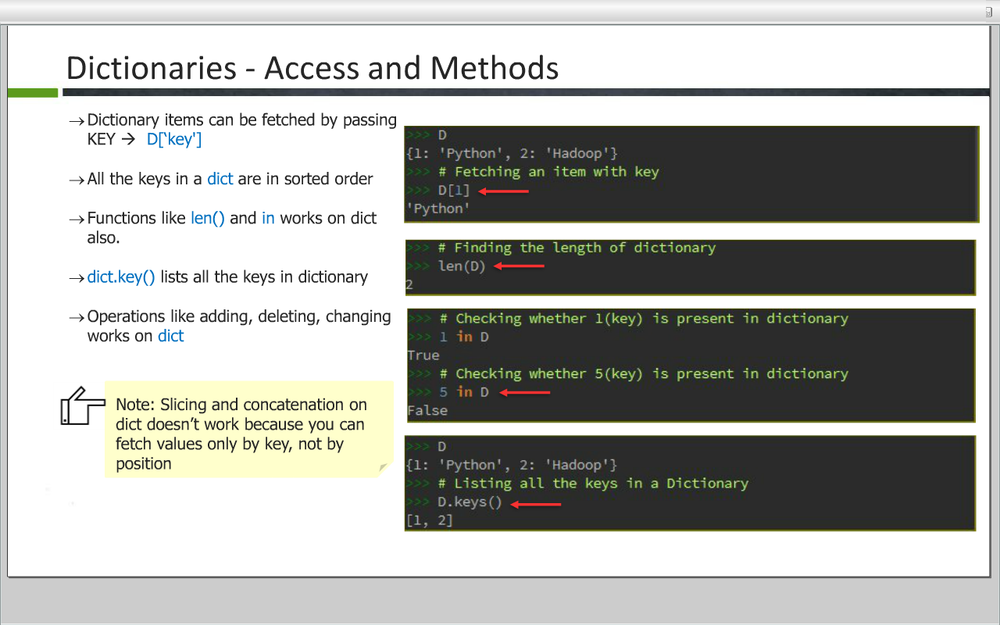 Dictionaries - Access and Methods
→Dictionary items can be fetched by passing
KEY → D[‘key']
→All the keys in a dict are in sorted order
→Functions like len() and in works on dict
also.
→dict.key() lists all the keys in dictionary
→Operations like adding, deleting, changing
works on dict
Note: Slicing and concatenation on
dict doesn’t work because you can
fetch values only by key, not by
position
>>> D
{1: 'Python', 2: 'Hadoop'}
>>> # Fetching an item with key
>>> D[1]
'Python'
>>> # Finding the length of dictionary
>>> len(D)
2
>>> # Checking whether 1(key) is present in dictionary
>>> 1 in D
True
>>> # Checking whether 5(key) is present in dictionary
>>> 5 in D
False
>>> D
{1: 'Python', 2: 'Hadoop'}
>>> # Listing all the keys in a Dictionary
>>> D.keys()
[1, 2]